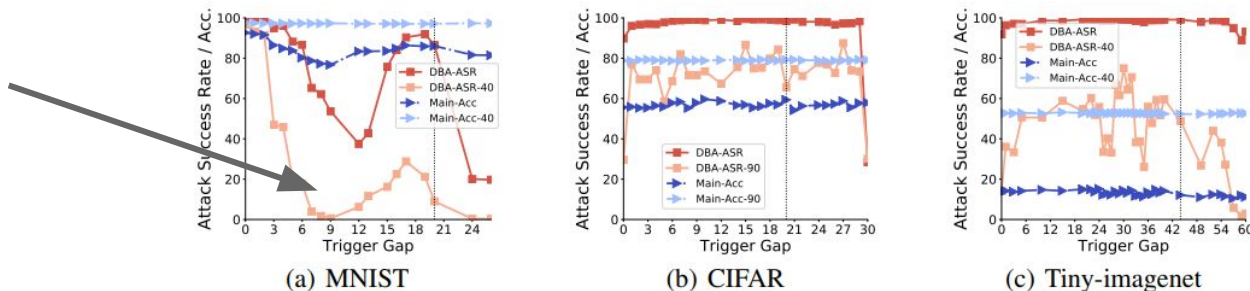 Attack Success Rate / Acc.
100
80
60
40
20
0
0 3 6 9 12 15 18 21 24
Trigger Gap
DBA-ASR
DBA-ASR-40
Main-Acc
Main-Acc-40
(a) MNIST
Attack Success Rate / Acc.
100
80
60
40
20
0
0 3 6 9 12 15 18 21 24 27 30
Trigger Gap
DBA-ASR
DBA-ASR-90
Main-Acc
Main-Acc-90
(b) CIFAR
Attack Success Rate / Acc.
100
80
60
40
20
0
0 6 12 18 24 30 36 42 48 54 60
Trigger Gap
DBA-ASR
DBA-ASR-40
Main-Acc
Main-Acc-40
(c) Tiny-imagenet